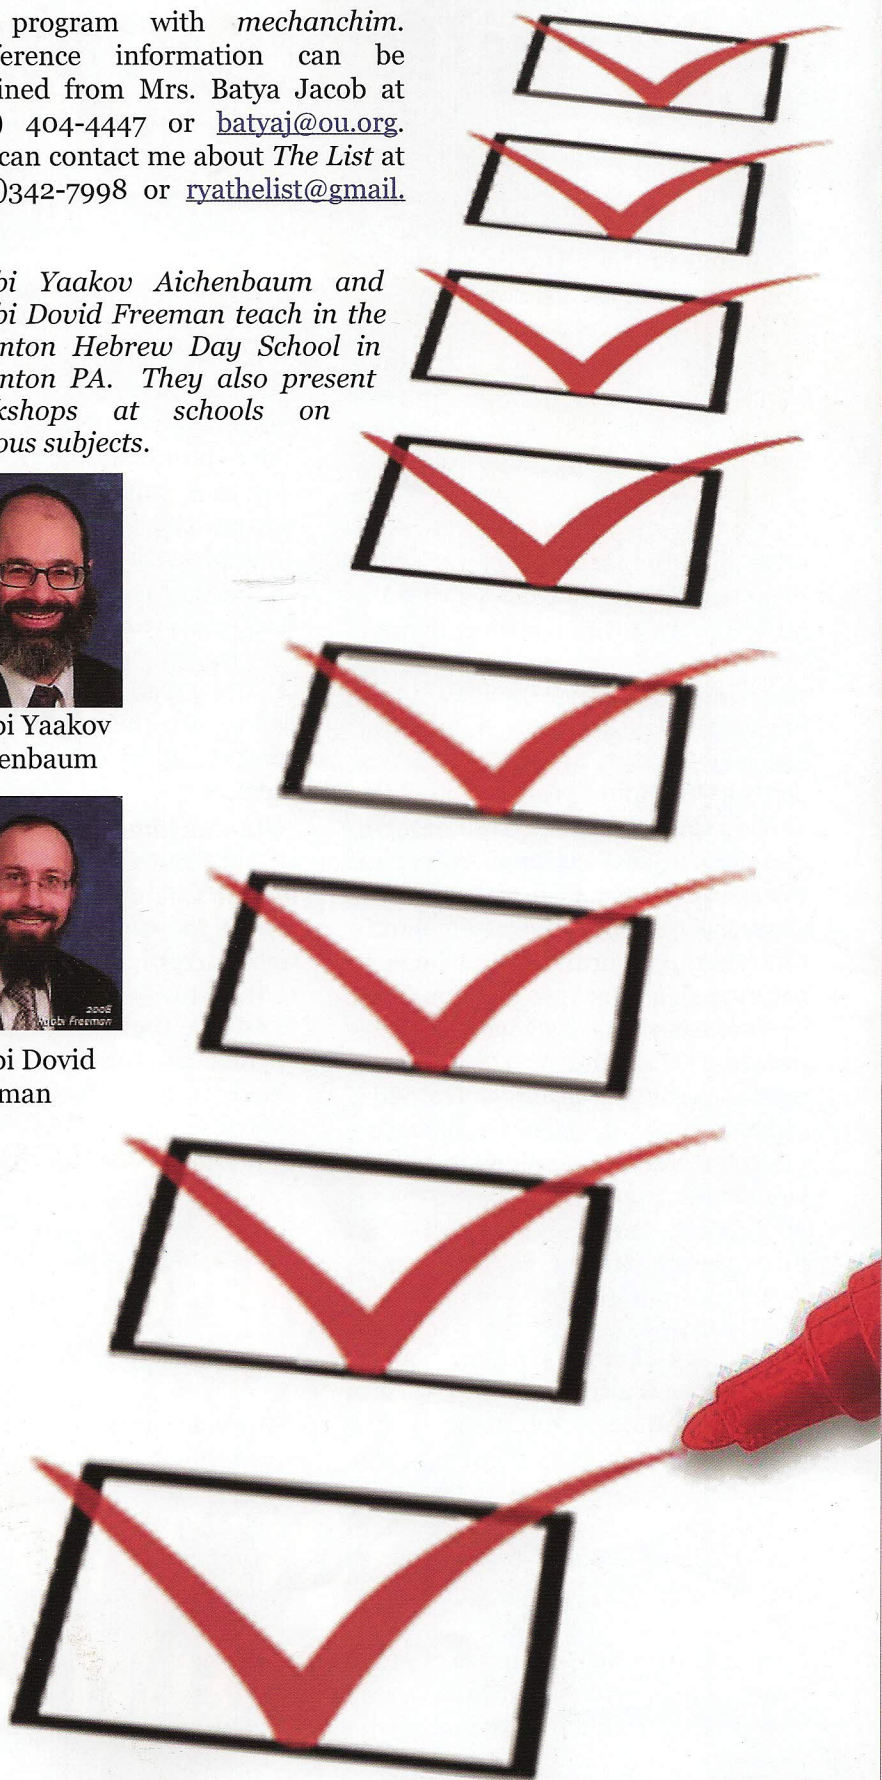 program with mechanchim.
ference information can be
ined from Mrs. Batya Jacob at
) 404-4447 or batyaj@ou.org.
can contact me about The List at
)342-7998 or ryathelist@gmail.
bi Yaakov Aichenbaum and
bi Dovid Freeman teach in the
nton Hebrew Day School in
nton PA. They also present
kshops at schools on
ous subjects.
bi Yaakov
enbaum
2008
Rabbi Freeman
bi Dovid
man